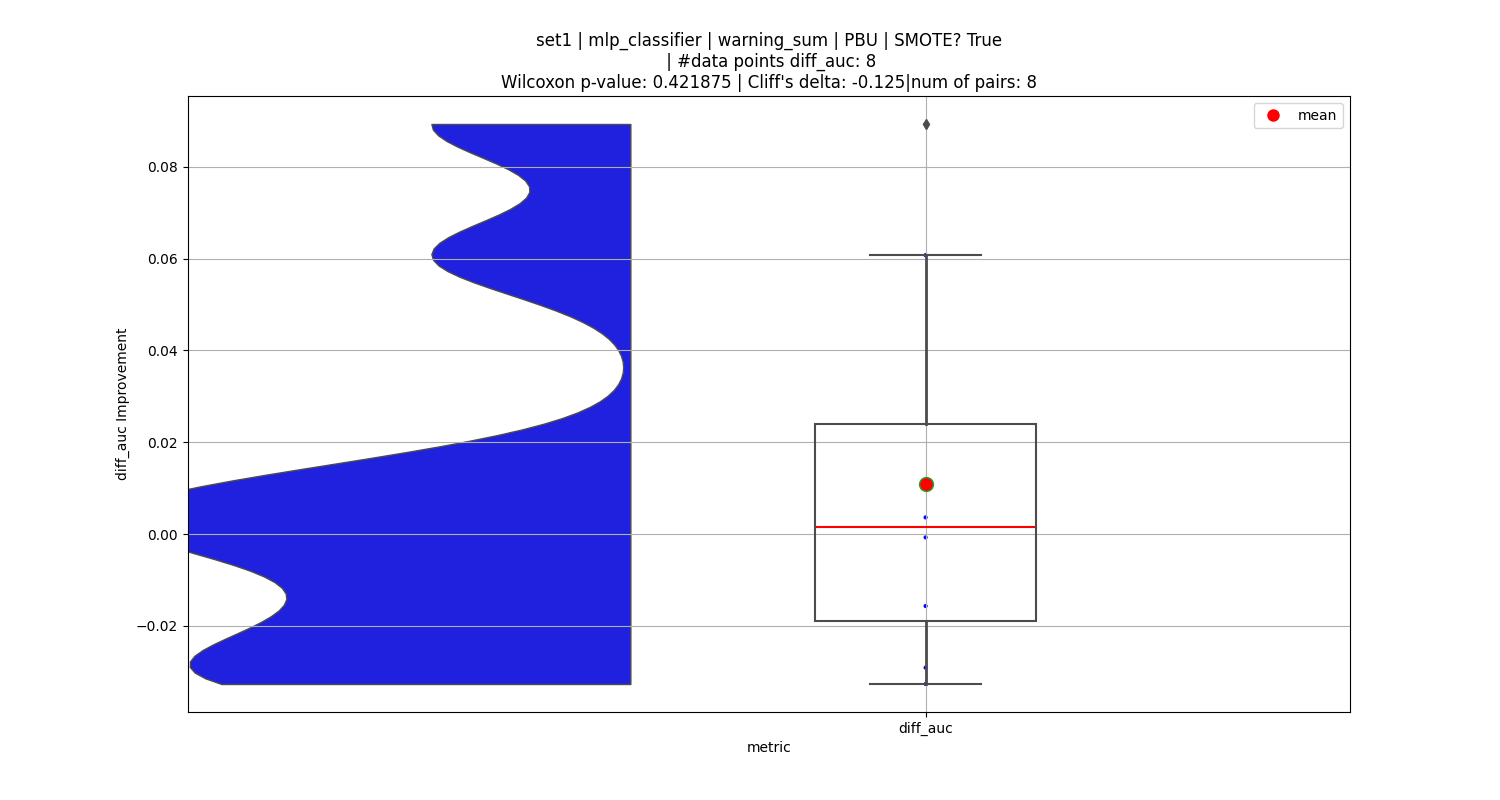 set1 | mlp_classifier | warning_sum | PBU | SMOTE? True
| #data points diff_auc: 8
Wilcoxon p-value: 0.421875 | Cliff's delta: -0.125|num of pairs: 8
mean
0.08
0.06
0.04
0.02
0.00
−0.02
diff_auc Improvement
diff_auc
metric